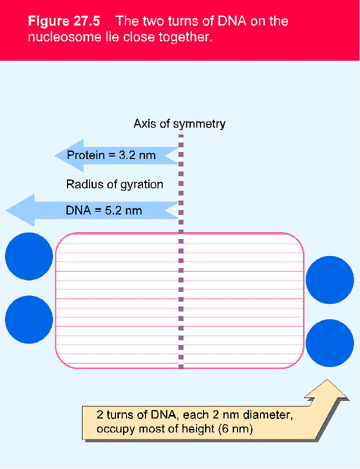 Figure 27.5 The two turns of DNA on the
nucleosome lie close together.
Axis of symmetry
Protein = 3.2 nm
Radius of gyration
DNA = 5.2 nm
2 turns of DNA, each 2 nm diameter,
occupy most of height (6 nm)